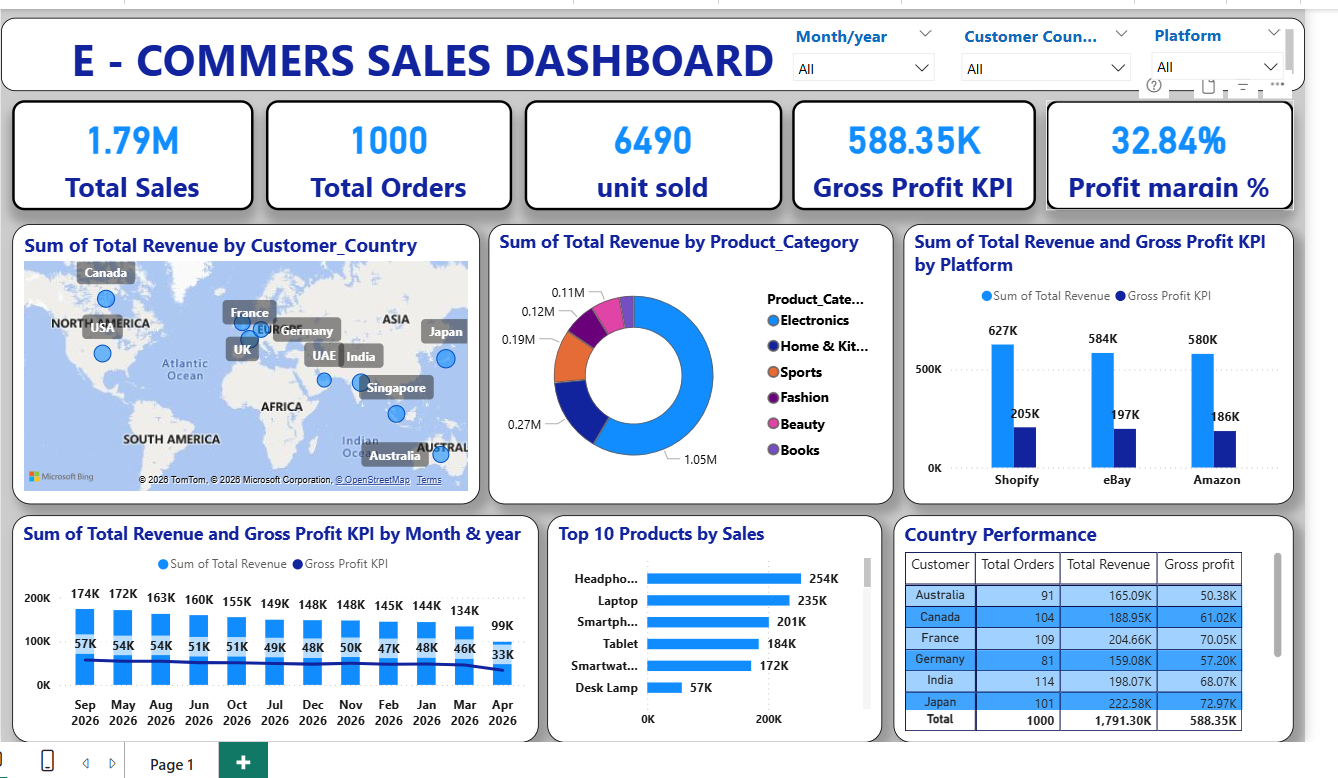 E - COMMERS SALES DASHBOARD
Month/year
All
Customer Coun...
All
Platform
All
1.79M
Total Sales
1000
Total Orders
6490
unit sold
588.35K
Gross Profit KPI
32.84%
Profit margin %
Sum of Total Revenue by Customer_Country
Canada
NORTH AMERICA
USA
Atlantic
Ocean
France
EUROPE
Germany
UK
ASIA
Japan
UAE
India
Singapore
AFRICA
SOUTH AMERICA
Indian
Ocea
AUSTRAL
Australia
Microsoft Bing
© 2026 TomTom, © 2026 Microsoft Corporation, © OpenStreetMap Terms
Sum of Total Revenue by Product_Category
0.11M
0.12M
0.19M
0.27M
1.05M
Product_Cate...
Electronics
Home & Kit...
Sports
Fashion
Beauty
Books
Sum of Total Revenue and Gross Profit KPI
by Platform
Sum of Total Revenue Gross Profit KPI
627K 584K 580K
500K
205K 197K 186K
0K
Shopify eBay Amazon
Sum of Total Revenue and Gross Profit KPI by Month & year
Sum of Total Revenue Gross Profit KPI
174K 172K 163K 160K 155K 149K 148K 148K 145K 144K 134K 99K
200K
100K
57K 54K 54K 51K 51K 49K 48K 50K 47K 48K 46K 33K
0K
Sep May Aug Jun Oct Jul Dec Nov Feb Jan Mar Apr
2026 2026 2026 2026 2026 2026 2026 2026 2026 2026 2026 2026
Top 10 Products by Sales
Headpho... 254K
Laptop 235K
Smartph... 201K
Tablet 184K
Smartwat... 172K
Desk Lamp 57K
0K 200K
Country Performance
Customer Total Orders Total Revenue Gross profit
Australia 91 165.09K 50.38K
Canada 104 188.95K 61.02K
France 109 204.66K 70.05K
Germany 81 159.08K 57.20K
India 114 198.07K 68.07K
Japan 101 222.58K 72.97K
Total 1000 1,791.30K 588.35K
Page 1